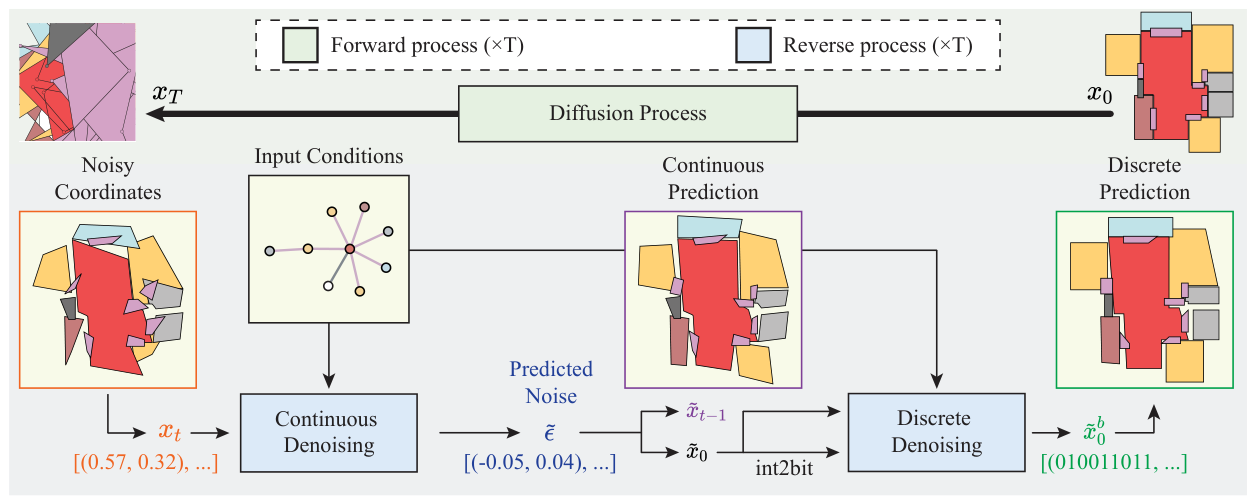 Forward process (×T)
Reverse process (×T)
x_T
Diffusion Process
x_0
Noisy
Coordinates
Input Conditions
Continuous
Prediction
Discrete
Prediction
Predicted
Noise
x_t
[(0.57, 0.32), ...]
Continuous
Denoising
ϵ̃
[(-0.05, 0.04), ...]
x̃_{t−1}
x̃_0
int2bit
Discrete
Denoising
x̃_0^b
[(010011011, ...]